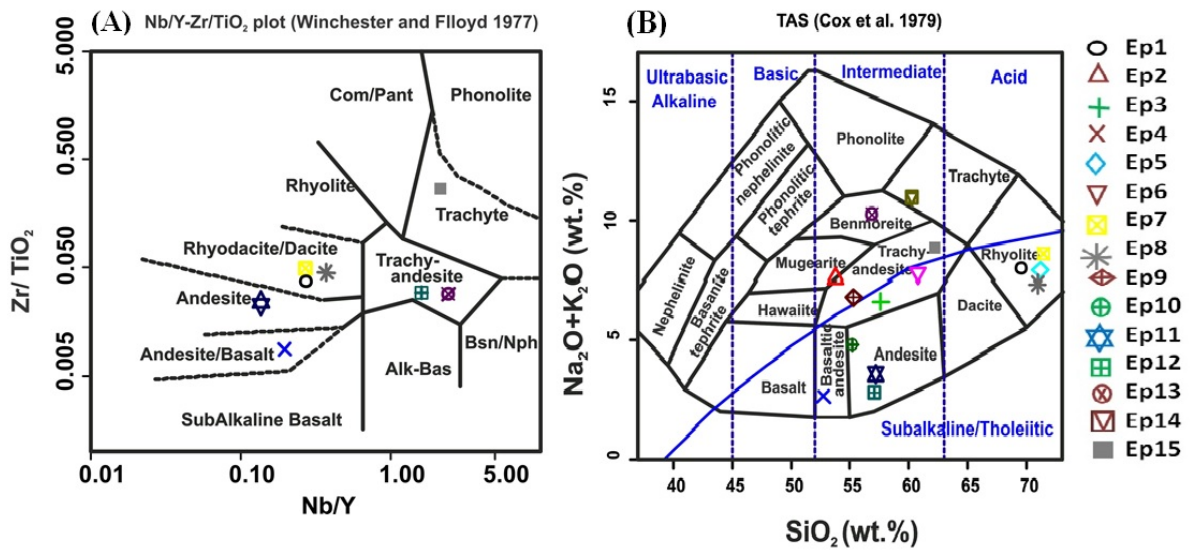 (A) Nb/Y-Zr/TiO₂ plot (Winchester and Flloyd 1977)
5.000
0.500
0.050
0.005
Zr/ TiO₂
Com/Pant
Phonolite
Rhyolite
Trachyte
Rhyodacite/Dacite
Trachy-
andesite
Andesite
Andesite/Basalt
Bsn/Nph
Alk-Bas
SubAlkaline Basalt
0.01
0.10
1.00
5.00
Nb/Y
(B) TAS (Cox et al. 1979)
Na₂O+K₂O (wt.%)
15
10
5
0
Ultrabasic
Alkaline
Basic
Intermediate
Acid
Phonolitic
nephelinite
Phonolitic
tephrite
Phonolite
Trachyte
Benmoreite
Nephelinite
Basanite
tephrite
Mugearite
Trachy-
andesite
Rhyolite
Hawaiite
Dacite
Basalt
Basaltic
andesite
Andesite
Subalkaline/Tholeiitic
40
45
50
55
60
65
70
SiO₂ (wt.%)
Ep1
Ep2
Ep3
Ep4
Ep5
Ep6
Ep7
Ep8
Ep9
Ep10
Ep11
Ep12
Ep13
Ep14
Ep15